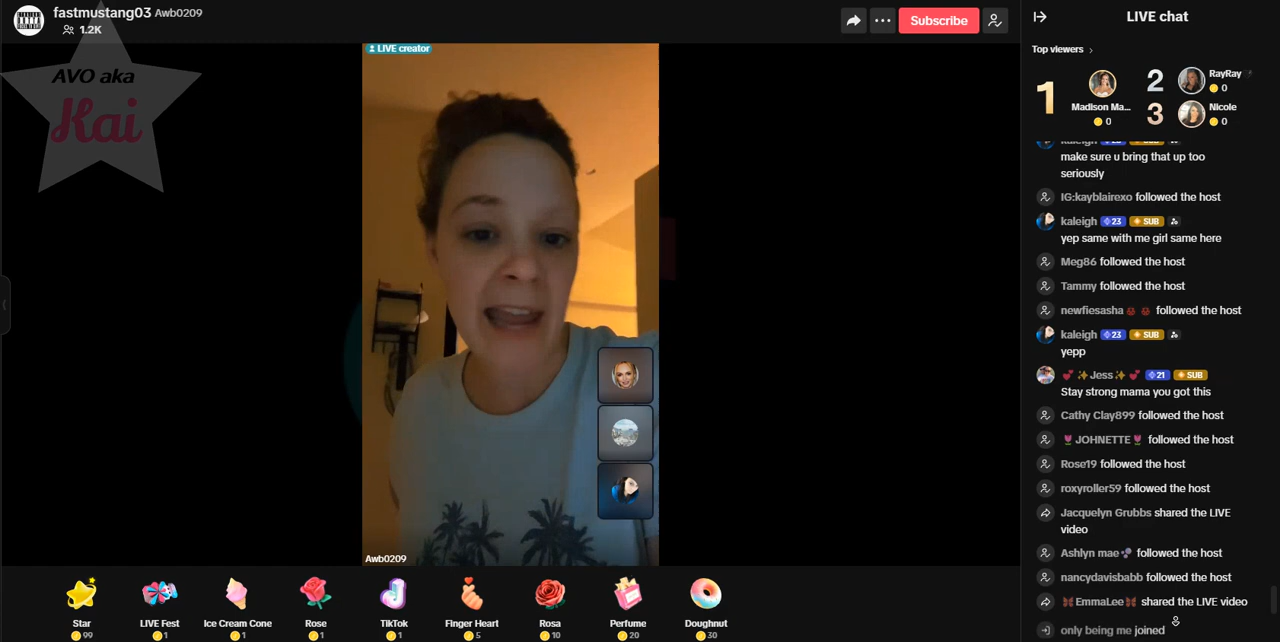 fastmustang03 Awb0209
1.2K
Subscribe
AVO aka
Kai
LIVE creator
Awb0209
Star
99
LIVE Fest
1
Ice Cream Cone
1
Rose
1
TikTok
1
Finger Heart
5
Rosa
10
Perfume
20
Doughnut
30
LIVE chat
Top viewers
1
Madison Ma...
0
2
RayRay
0
3
Nicole
0
kaleigh SUB
make sure u bring that up too
seriously
IG:kayblairexo followed the host
kaleigh 23 SUB
yep same with me girl same here
Meg86 followed the host
Tammy followed the host
newfiesasha followed the host
kaleigh 23 SUB
yepp
Jess 21 SUB
Stay strong mama you got this
Cathy Clay899 followed the host
JOHNETTE followed the host
Rose19 followed the host
roxyroller59 followed the host
Jacquelyn Grubbs shared the LIVE
video
Ashlyn mae followed the host
nancydavisbabb followed the host
EmmaLee shared the LIVE video
only being me joined